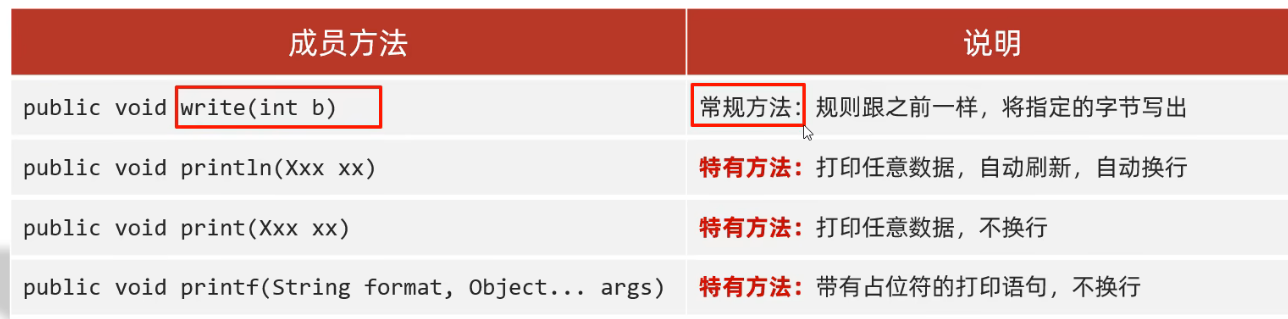 成员方法 说明
public void write(int b) 常规方法：规则跟之前一样，将指定的字节写出
public void println(Xxx xx) 特有方法：打印任意数据，自动刷新，自动换行
public void print(Xxx xx) 特有方法：打印任意数据，不换行
public void printf(String format, Object... args) 特有方法：带有占位符的打印语句，不换行